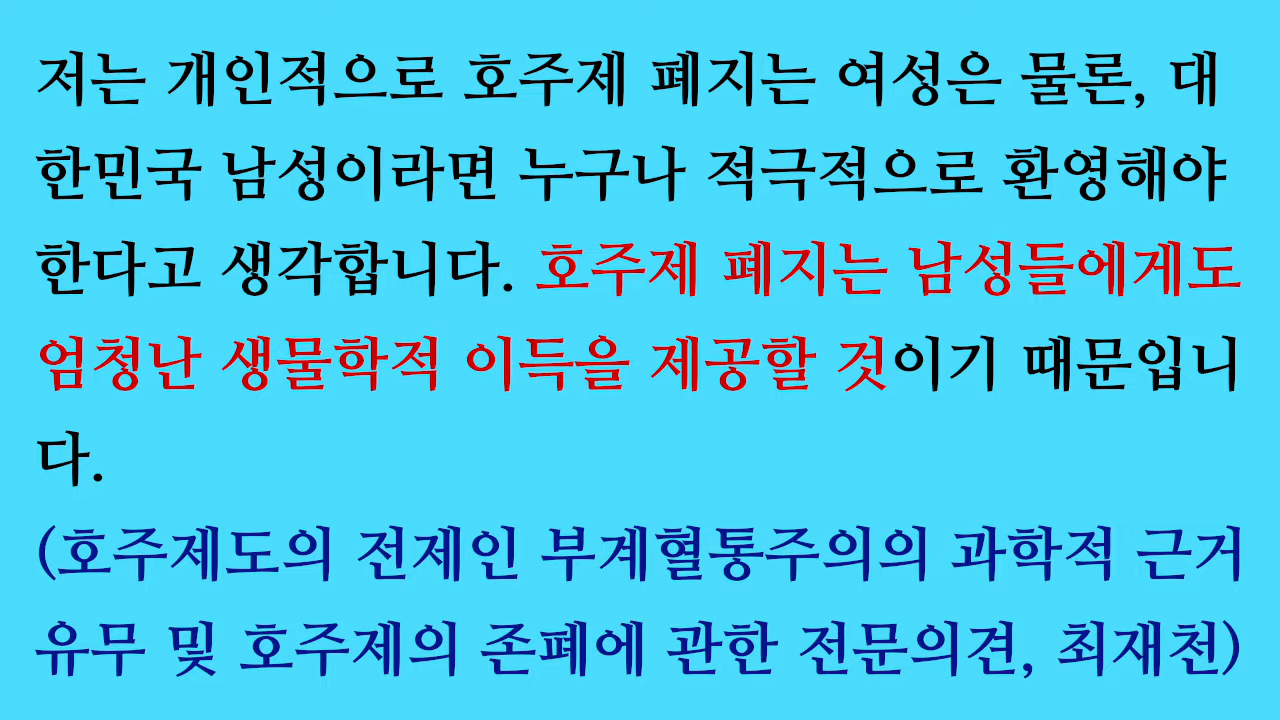 저는 개인적으로 호주제 폐지는 여성은 물론, 대
한민국 남성이라면 누구나 적극적으로 환영해야
한다고 생각합니다. 호주제 폐지는 남성들에게도
엄청난 생물학적 이득을 제공할 것이기 때문입니
다.
(호주제도의 전제인 부계혈통주의의 과학적 근거
유무 및 호주제의 존폐에 관한 전문의견, 최재천)